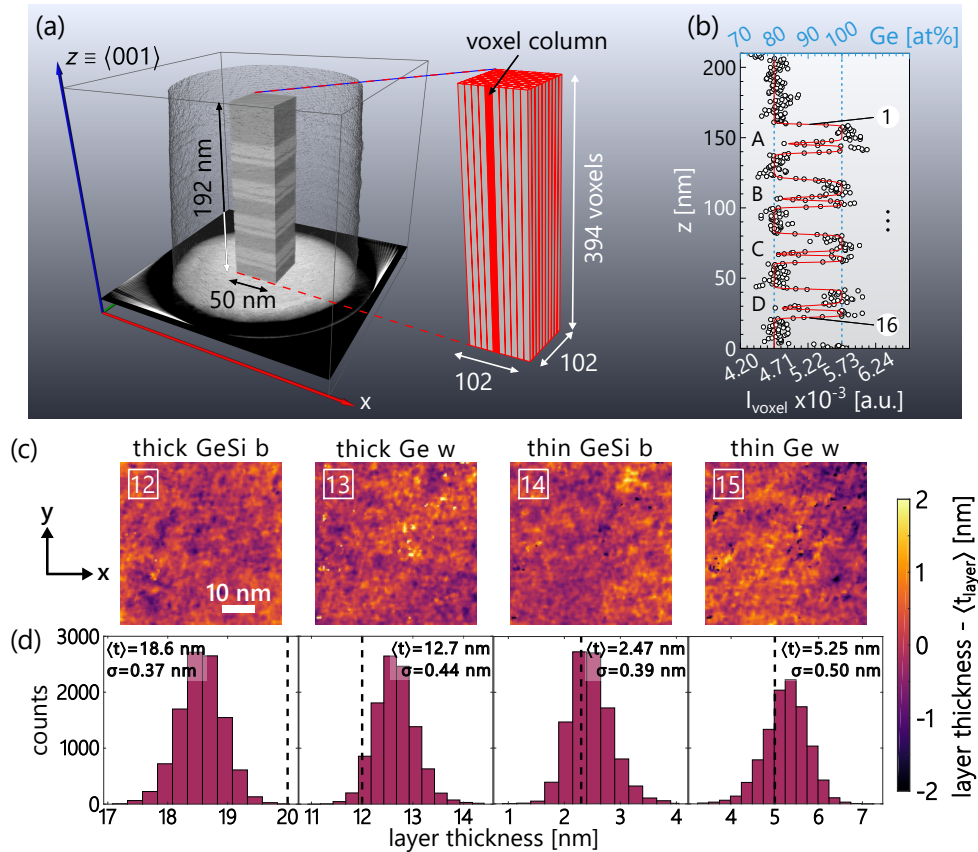 (a)
z ≡ ⟨001⟩
voxel column
192 nm
50 nm
x
394 voxels
102
102
(b)
70 80 90 100 Ge [at%]
200
150
100
50
0
z [nm]
A
B
C
D
1
16
4.20 4.71 5.22 5.73 6.24
I_voxel x10⁻³ [a.u.]
(c)
thick GeSi b thick Ge w thin GeSi b thin Ge w
12 13 14 15
y
x
10 nm
2
1
0
-1
-2
layer thickness - ⟨t_layer⟩ [nm]
(d)
3000
2000
1000
0
counts
⟨t⟩=18.6 nm
σ=0.37 nm
⟨t⟩=12.7 nm
σ=0.44 nm
⟨t⟩=2.47 nm
σ=0.39 nm
⟨t⟩=5.25 nm
σ=0.50 nm
17 18 19 20 11 12 13 14 1 2 3 4 4 5 6 7
layer thickness [nm]